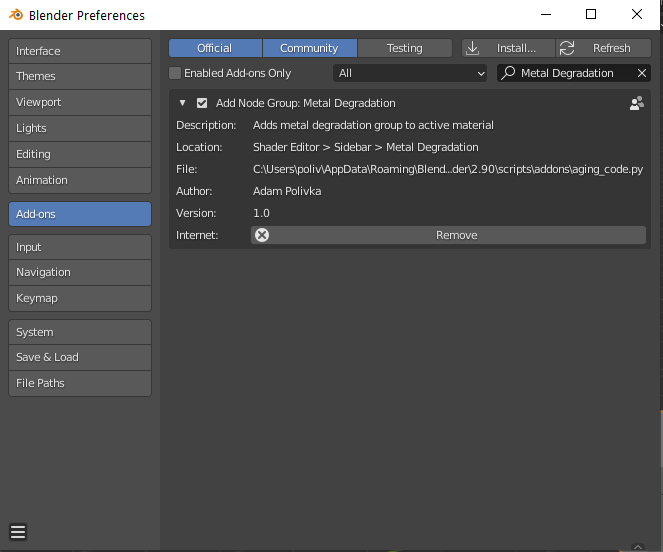 Blender Preferences
Interface
Themes
Viewport
Lights
Editing
Animation
Add-ons
Input
Navigation
Keymap
System
Save & Load
File Paths
Official Community Testing Install... Refresh
Enabled Add-ons Only All Metal Degradation
Add Node Group: Metal Degradation
Description: Adds metal degradation group to active material
Location: Shader Editor > Sidebar > Metal Degradation
File: C:\Users\poliv\AppData\Roaming\Blend...der\2.90\scripts\addons\aging_code.py
Author: Adam Polivka
Version: 1.0
Internet: Remove